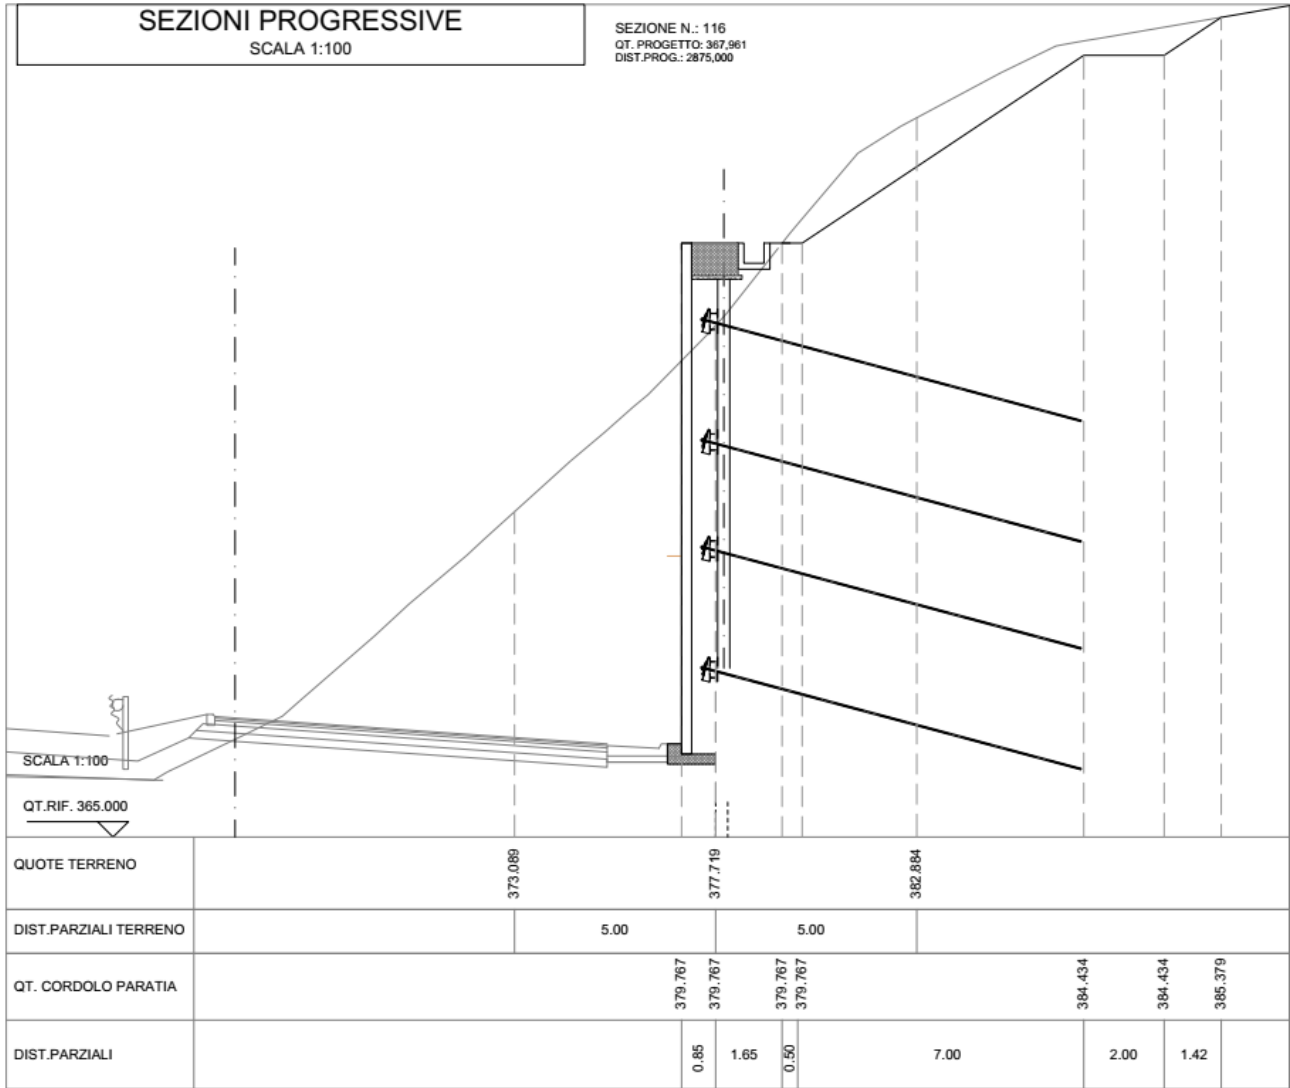 SEZIONI PROGRESSIVE
SCALA 1:100
SEZIONE N.: 116
QT. PROGETTO: 367,961
DIST.PROG.: 2875,000
SCALA 1:100
QT.RIF. 365.000
QUOTE TERRENO 373.089 377.719 382.884
DIST.PARZIALI TERRENO 5.00 5.00
QT. CORDOLO PARATIA 379.767 379.767 379.767 379.767 384.434 384.434 385.379
DIST.PARZIALI 0.85 1.65 0.50 7.00 2.00 1.42